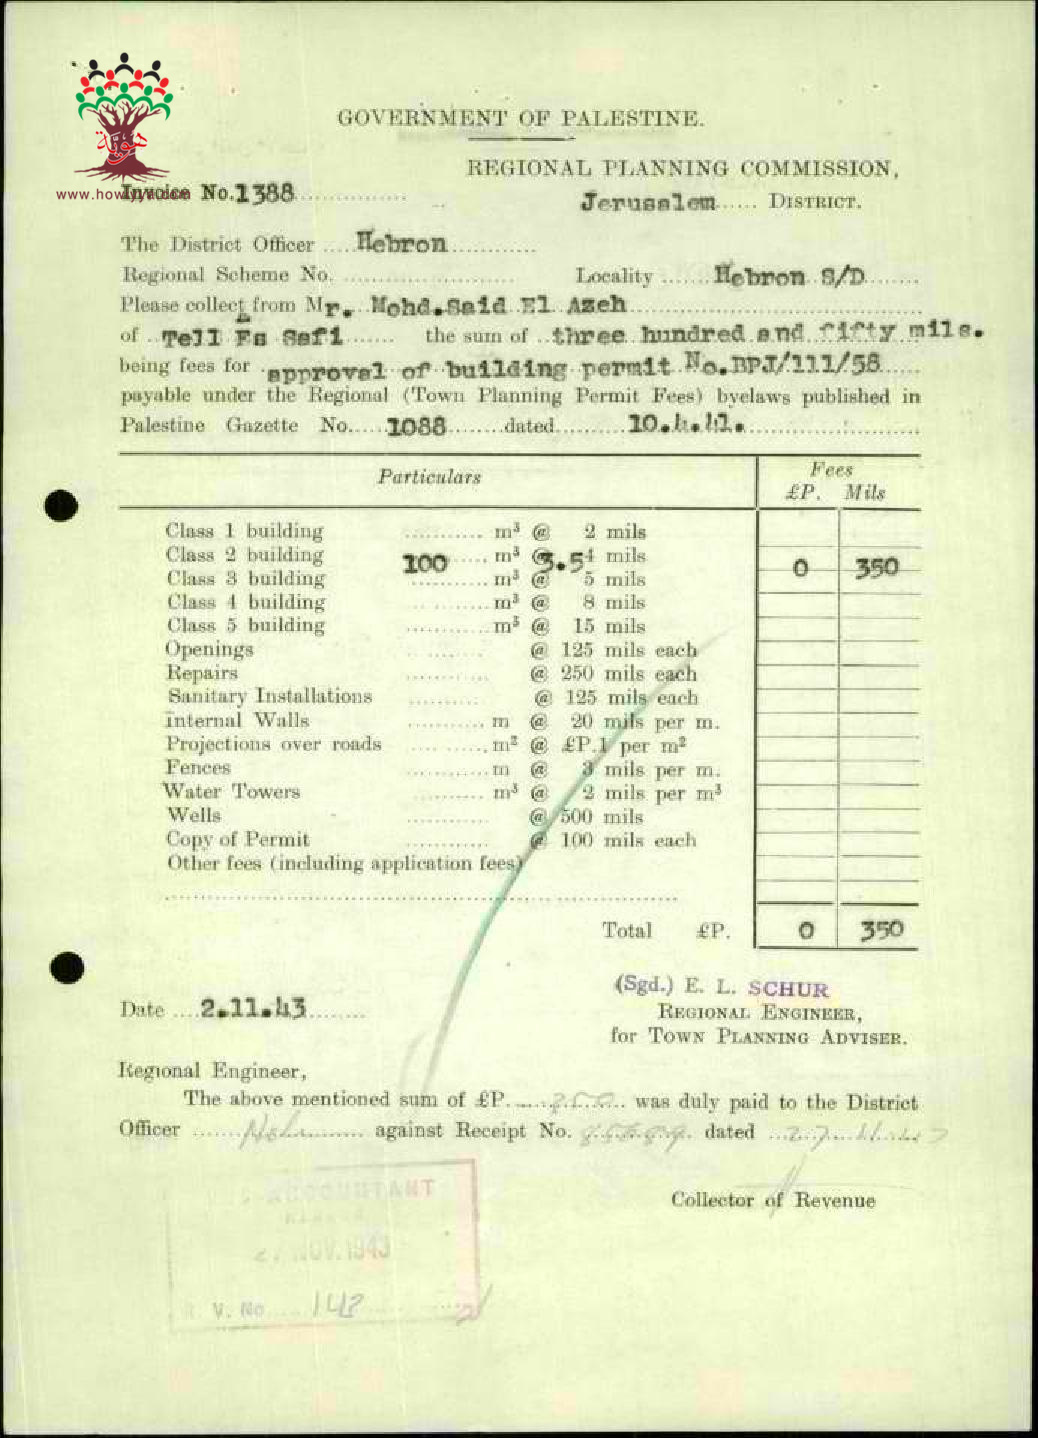 هوية
www.howiyya.com
GOVERNMENT OF PALESTINE.
REGIONAL PLANNING COMMISSION,
Invoice No. 1388
Jerusalem DISTRICT.
The District Officer Hebron
Regional Scheme No. Locality Hebron S/D
Please collect from Mr. Mohd.Said El Azeh
of Tell Es Safi the sum of three hundred and fifty mils.
being fees for approval of building permit No.BPJ/111/58
payable under the Regional (Town Planning Permit Fees) byelaws published in
Palestine Gazette No. 1088 dated 10.4.41.
Particulars Fees
£P. Mils
Class 1 building m³ @ 2 mils
Class 2 building 100 m³ @ 3.5 4 mils 0 350
Class 3 building m³ @ 5 mils
Class 4 building m³ @ 8 mils
Class 5 building m³ @ 15 mils
Openings @ 125 mils each
Repairs @ 250 mils each
Sanitary Installations @ 125 mils each
Internal Walls m @ 20 mils per m.
Projections over roads m² @ £P.1 per m²
Fences m @ 3 mils per m.
Water Towers m³ @ 2 mils per m³
Wells @ 500 mils
Copy of Permit @ 100 mils each
Other fees (including application fees)
Total £P. 0 350
(Sgd.) E. L. SCHUR
Date 2.11.43
REGIONAL ENGINEER,
for TOWN PLANNING ADVISER.
Regional Engineer,
The above mentioned sum of £P. 350 was duly paid to the District
Officer against Receipt No. dated
Collector of Revenue
ACCOUNTANT
NOV. 1943
V. No